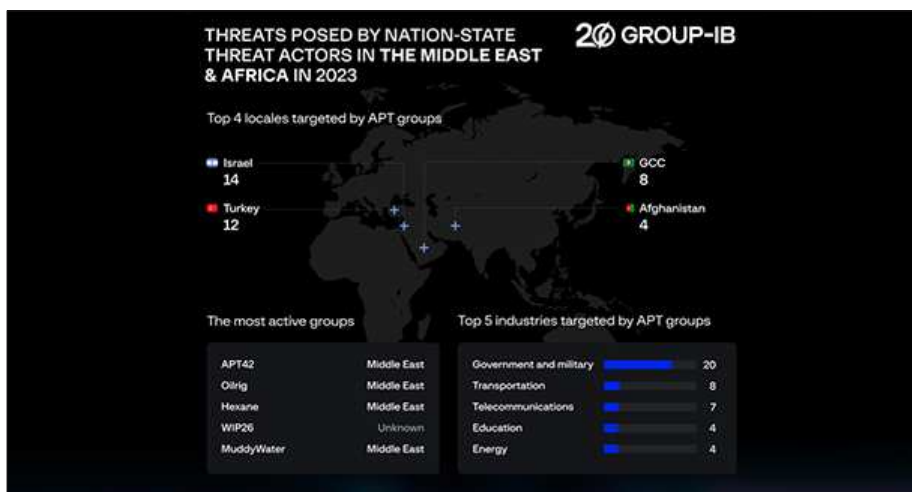 THREATS POSED BY NATION-STATE
THREAT ACTORS IN THE MIDDLE EAST
& AFRICA IN 2023
20 GROUP-IB
Top 4 locales targeted by APT groups
Israel
14
Turkey
12
GCC
8
Afghanistan
4
The most active groups
APT42 Middle East
Oilrig Middle East
Hexane Middle East
WIP26 Unknown
MuddyWater Middle East
Top 5 industries targeted by APT groups
Government and military 20
Transportation 8
Telecommunications 7
Education 4
Energy 4